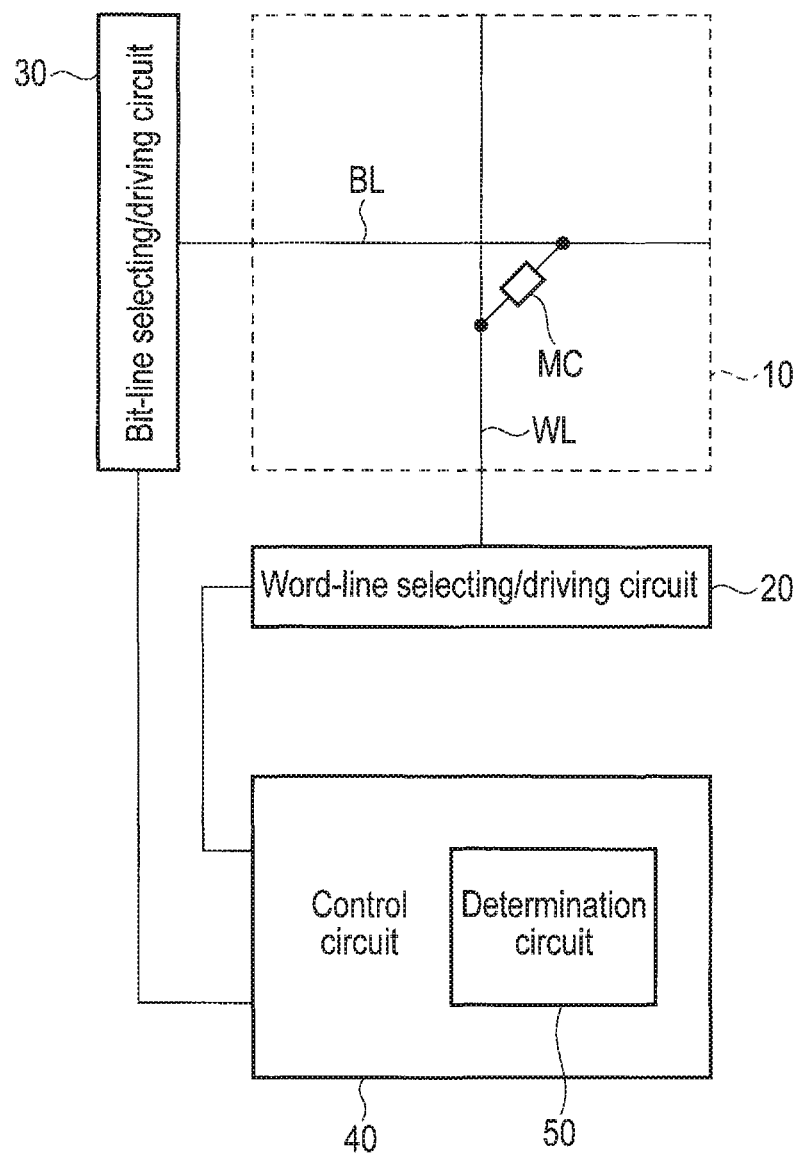 30
Bit-line selecting/driving circuit
BL
MC
10
WL
Word-line selecting/driving circuit
20
Control
circuit
Determination
circuit
40
50